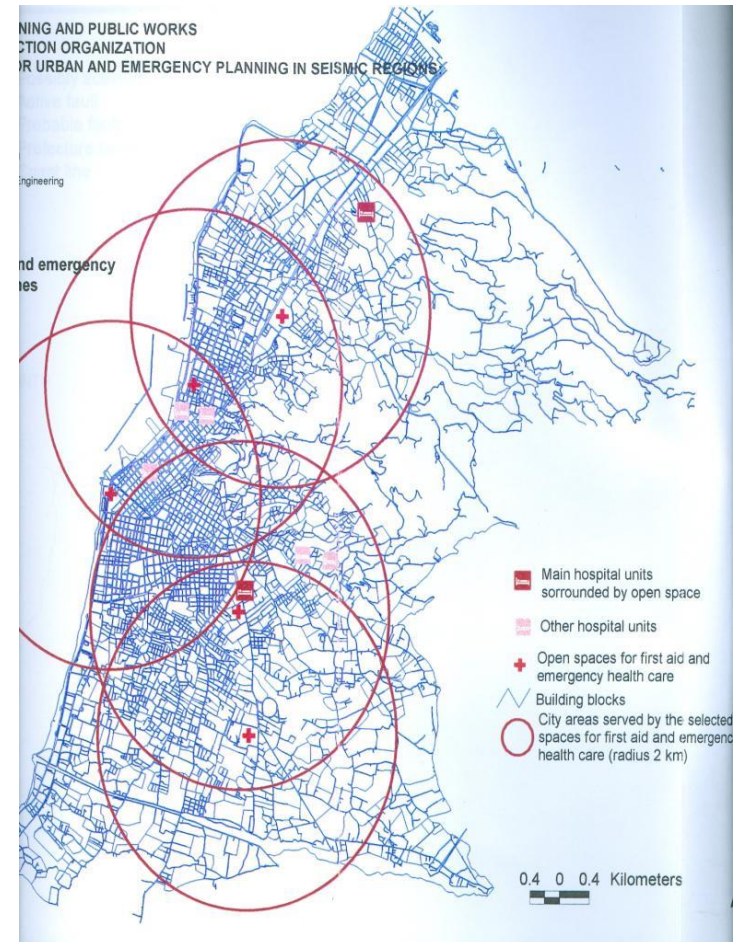 NING AND PUBLIC WORKS
CTION ORGANIZATION
OR URBAN AND EMERGENCY PLANNING IN SEISMIC REGIONS:
Engineering
nd emergency
nes
Main hospital units
sorrounded by open space
Other hospital units
Open spaces for first aid and
emergency health care
Building blocks
City areas served by the selected
spaces for first aid and emergenc
health care (radius 2 km)
0.4 0 0.4 Kilometers